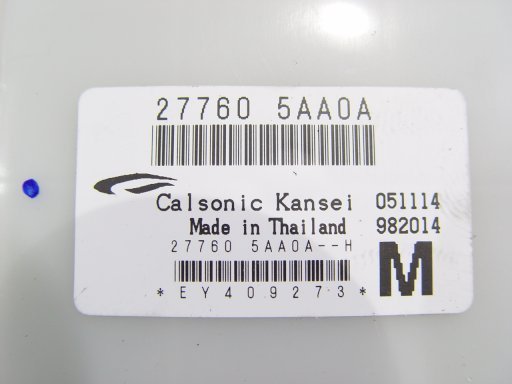 27760 5AA0A
Calsonic Kansei 051114
Made in Thailand 982014
27760 5AA0A--H
M
*EY409273*